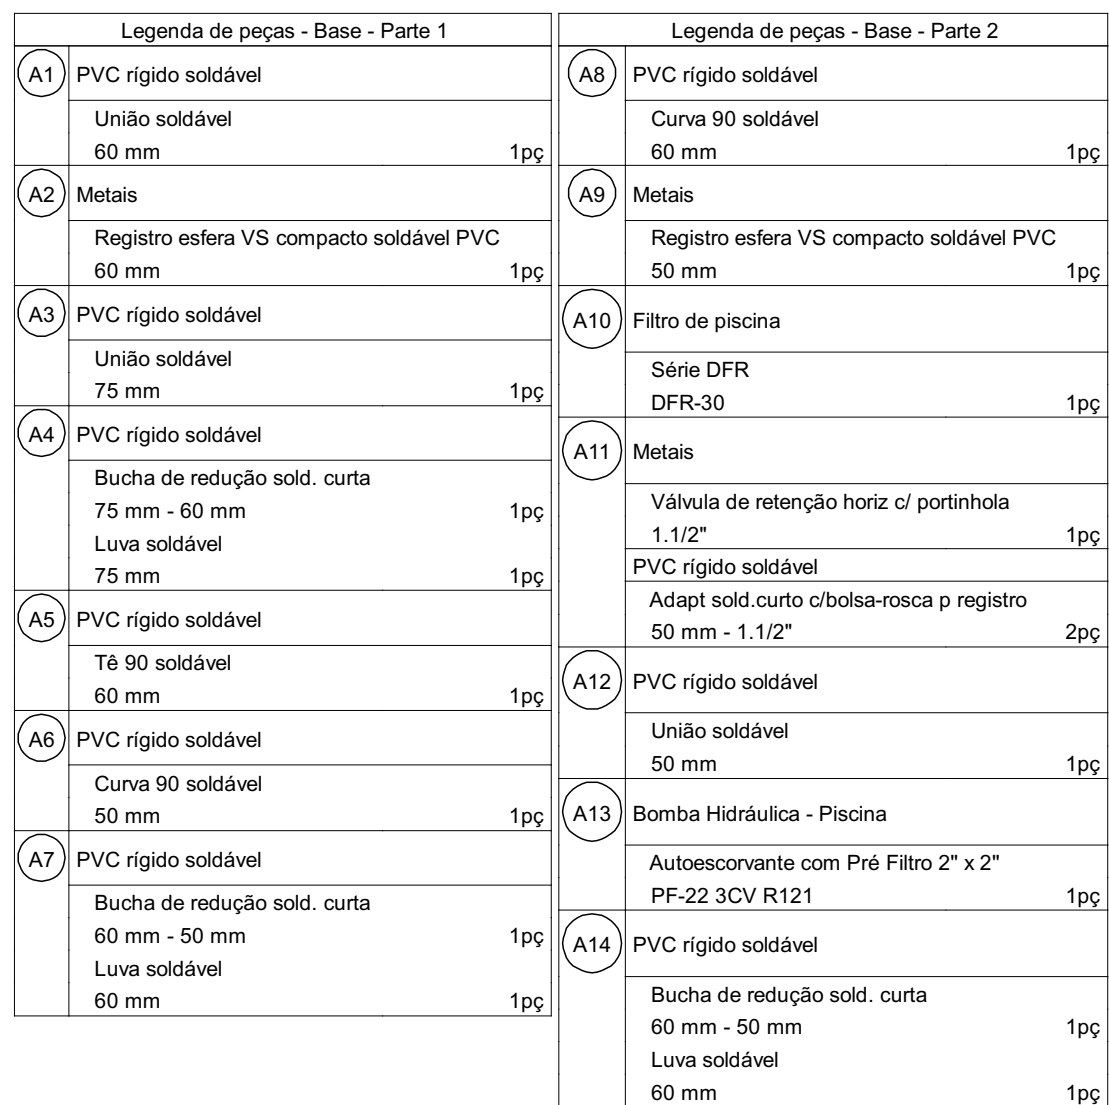 Legenda de peças - Base - Parte 1
A1 PVC rígido soldável
União soldável
60 mm 1pç
A2 Metais
Registro esfera VS compacto soldável PVC
60 mm 1pç
A3 PVC rígido soldável
União soldável
75 mm 1pç
A4 PVC rígido soldável
Bucha de redução sold. curta
75 mm - 60 mm 1pç
Luva soldável
75 mm 1pç
A5 PVC rígido soldável
Tê 90 soldável
60 mm 1pç
A6 PVC rígido soldável
Curva 90 soldável
50 mm 1pç
A7 PVC rígido soldável
Bucha de redução sold. curta
60 mm - 50 mm 1pç
Luva soldável
60 mm 1pç
Legenda de peças - Base - Parte 2
A8 PVC rígido soldável
Curva 90 soldável
60 mm 1pç
A9 Metais
Registro esfera VS compacto soldável PVC
50 mm 1pç
A10 Filtro de piscina
Série DFR
DFR-30 1pç
A11 Metais
Válvula de retenção horiz c/ portinhola
1.1/2" 1pç
PVC rígido soldável
Adapt sold.curto c/bolsa-rosca p registro
50 mm - 1.1/2" 2pç
A12 PVC rígido soldável
União soldável
50 mm 1pç
A13 Bomba Hidráulica - Piscina
Autoescorvante com Pré Filtro 2" x 2"
PF-22 3CV R121 1pç
A14 PVC rígido soldável
Bucha de redução sold. curta
60 mm - 50 mm 1pç
Luva soldável
60 mm 1pç